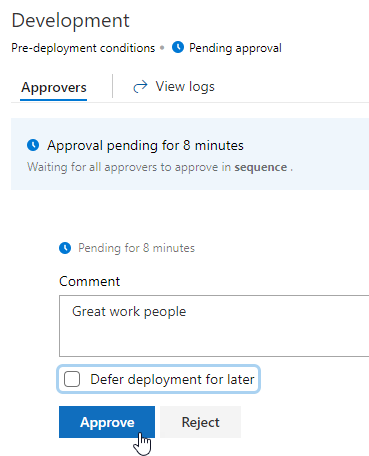 Development
Pre-deployment conditions • Pending approval
Approvers
View logs
Approval pending for 8 minutes
Waiting for all approvers to approve in sequence .
Pending for 8 minutes
Comment
Great work people
Defer deployment for later
Approve
Reject